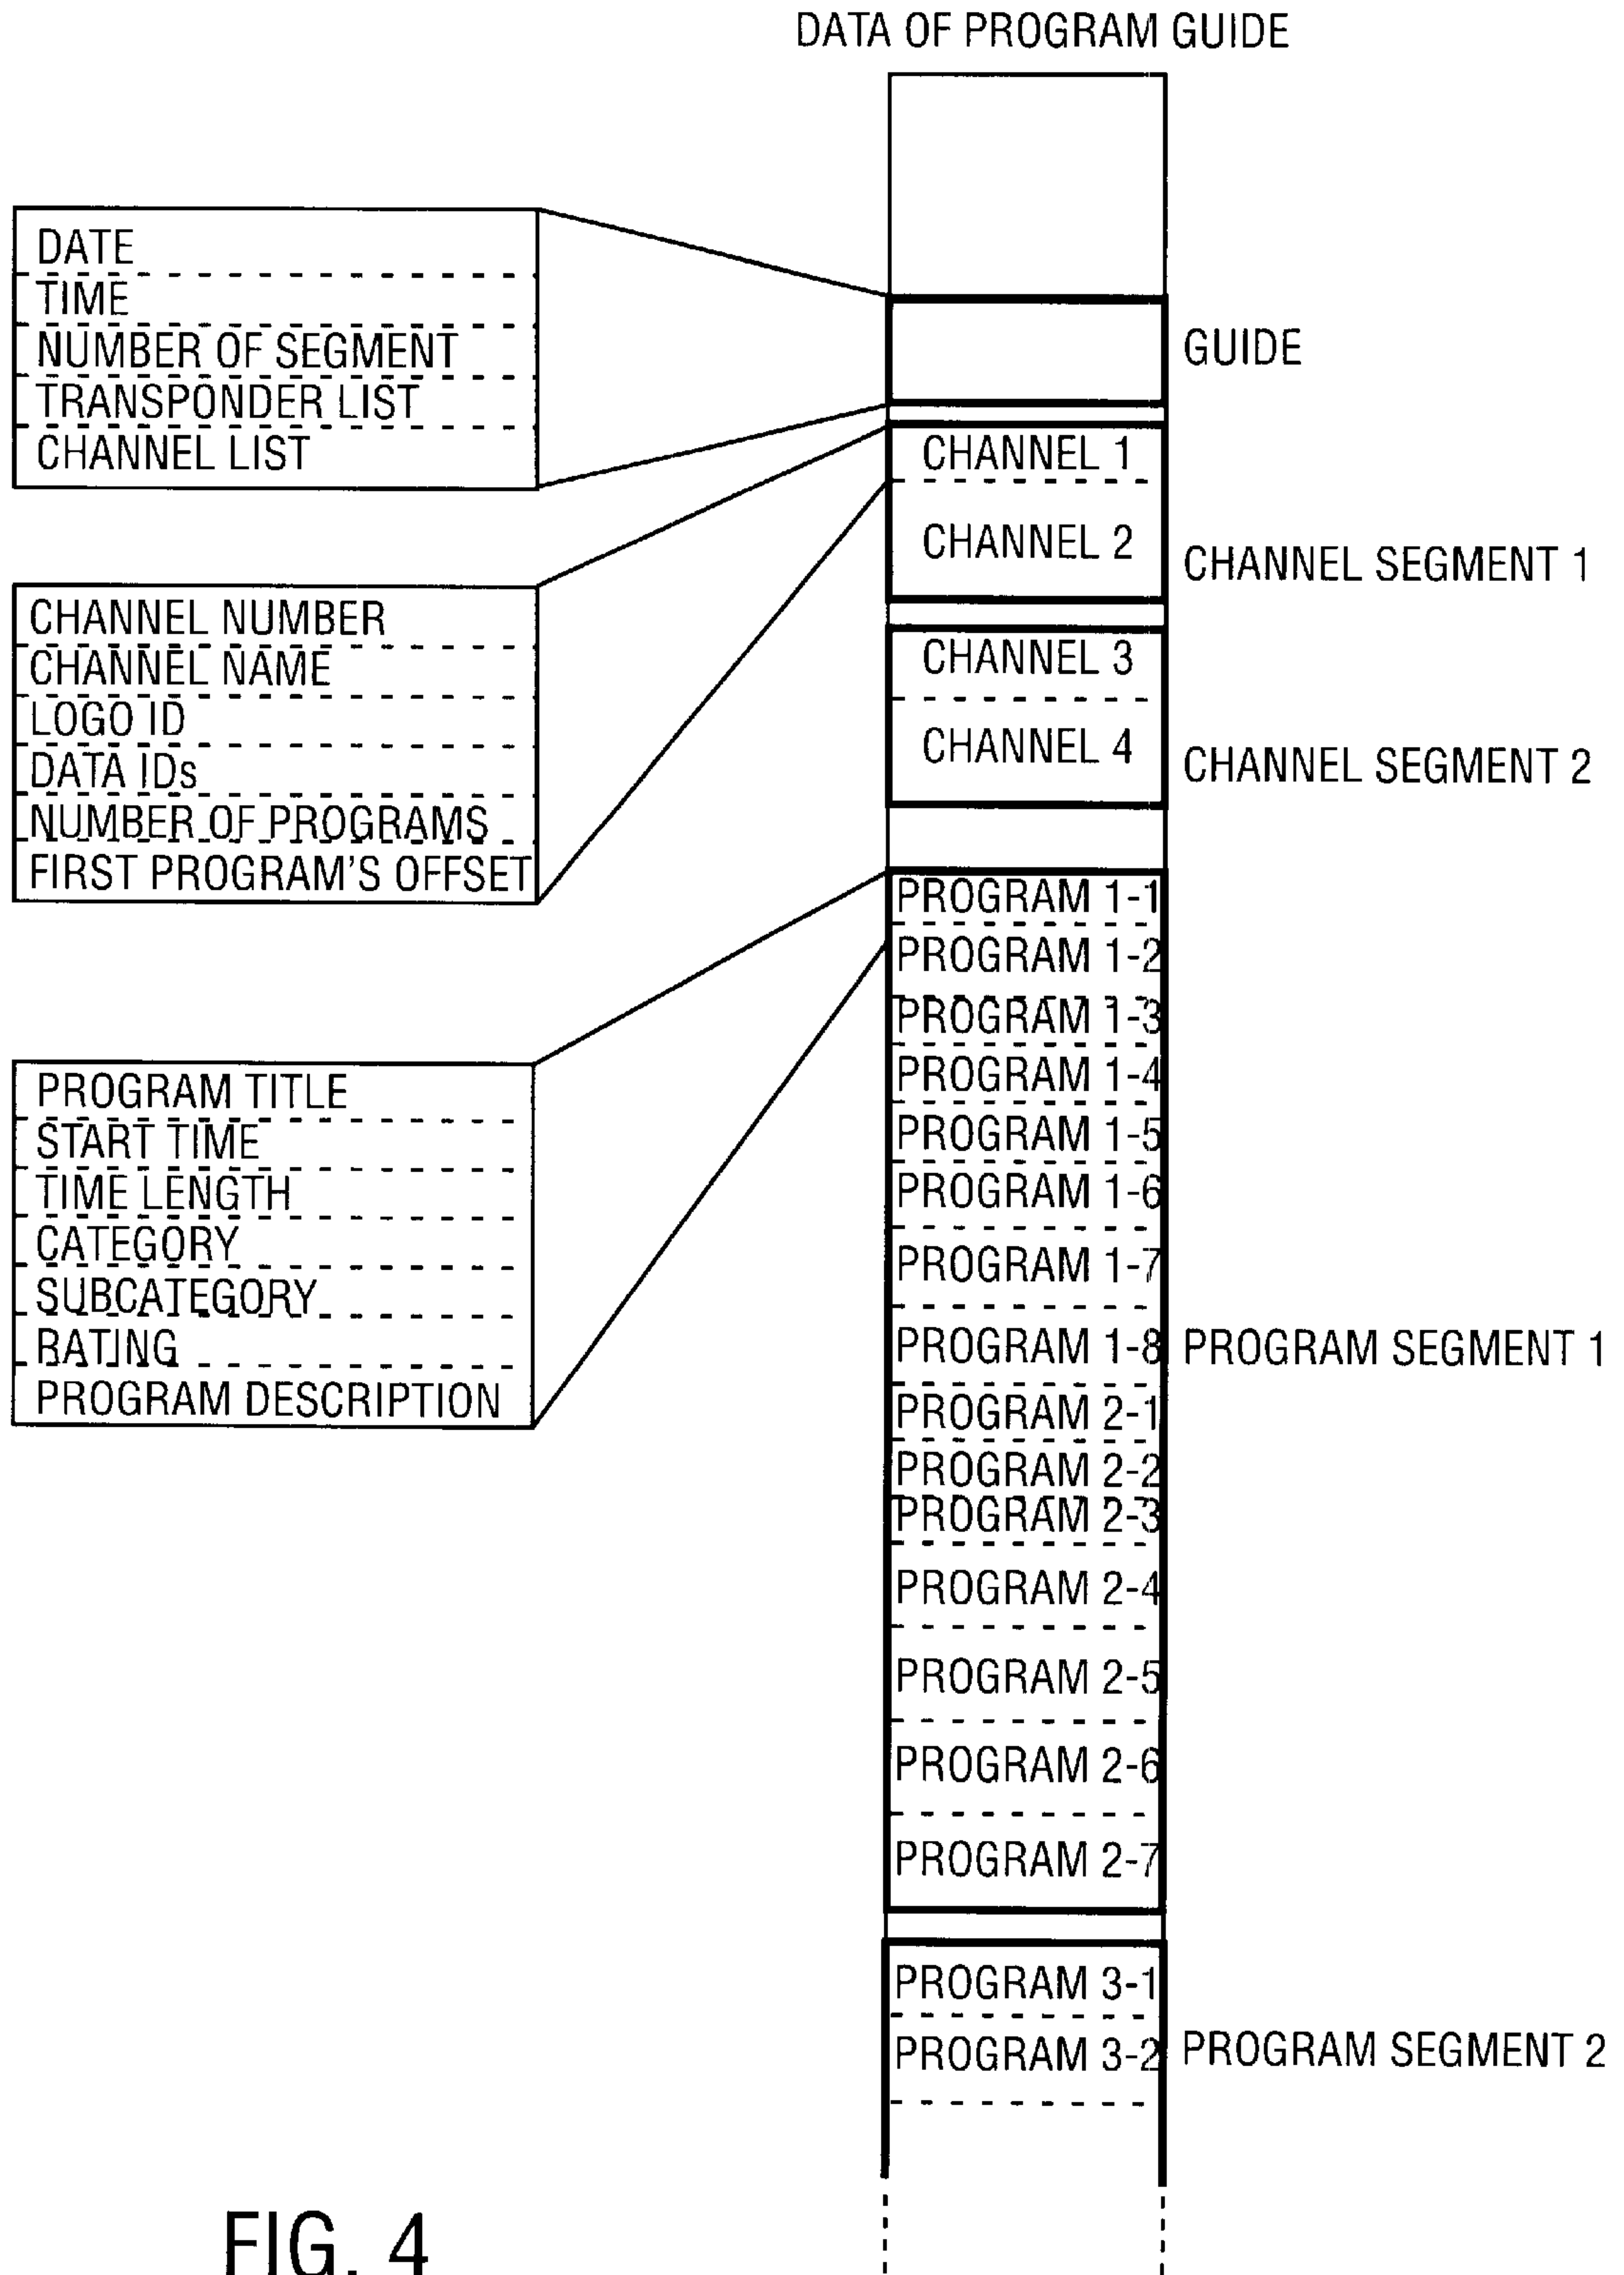 DATA OF PROGRAM GUIDE
DATE
TIME
NUMBER OF SEGMENT
TRANSPONDER LIST
CHANNEL LIST
GUIDE
CHANNEL 1
CHANNEL 2
CHANNEL SEGMENT 1
CHANNEL NUMBER
CHANNEL NAME
LOGO ID
DATA IDs
NUMBER OF PROGRAMS
FIRST PROGRAM'S OFFSET
CHANNEL 3
CHANNEL 4
CHANNEL SEGMENT 2
PROGRAM TITLE
START TIME
TIME LENGTH
CATEGORY
SUBCATEGORY
RATING
PROGRAM DESCRIPTION
PROGRAM 1-1
PROGRAM 1-2
PROGRAM 1-3
PROGRAM 1-4
PROGRAM 1-5
PROGRAM 1-6
PROGRAM 1-7
PROGRAM 1-8
PROGRAM SEGMENT 1
PROGRAM 2-1
PROGRAM 2-2
PROGRAM 2-3
PROGRAM 2-4
PROGRAM 2-5
PROGRAM 2-6
PROGRAM 2-7
PROGRAM 3-1
PROGRAM 3-2
PROGRAM SEGMENT 2
FIG. 4